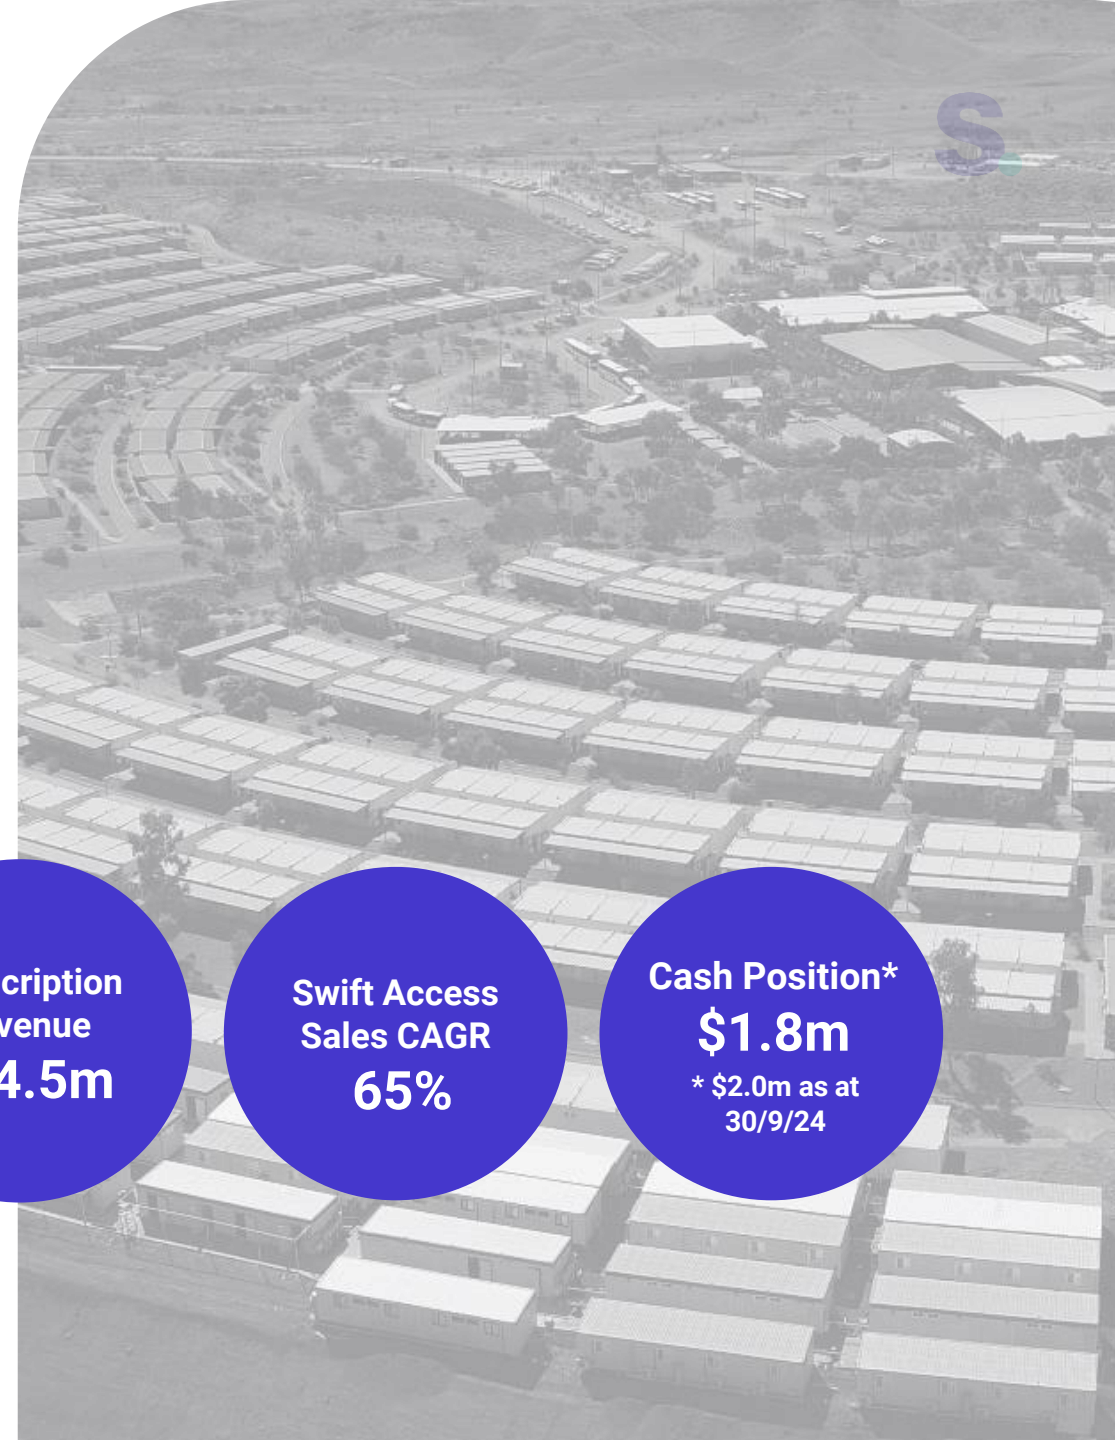 S.
cription
venue
4.5m
Swift Access
Sales CAGR
65%
Cash Position*
$1.8m
* $2.0m as at
30/9/24